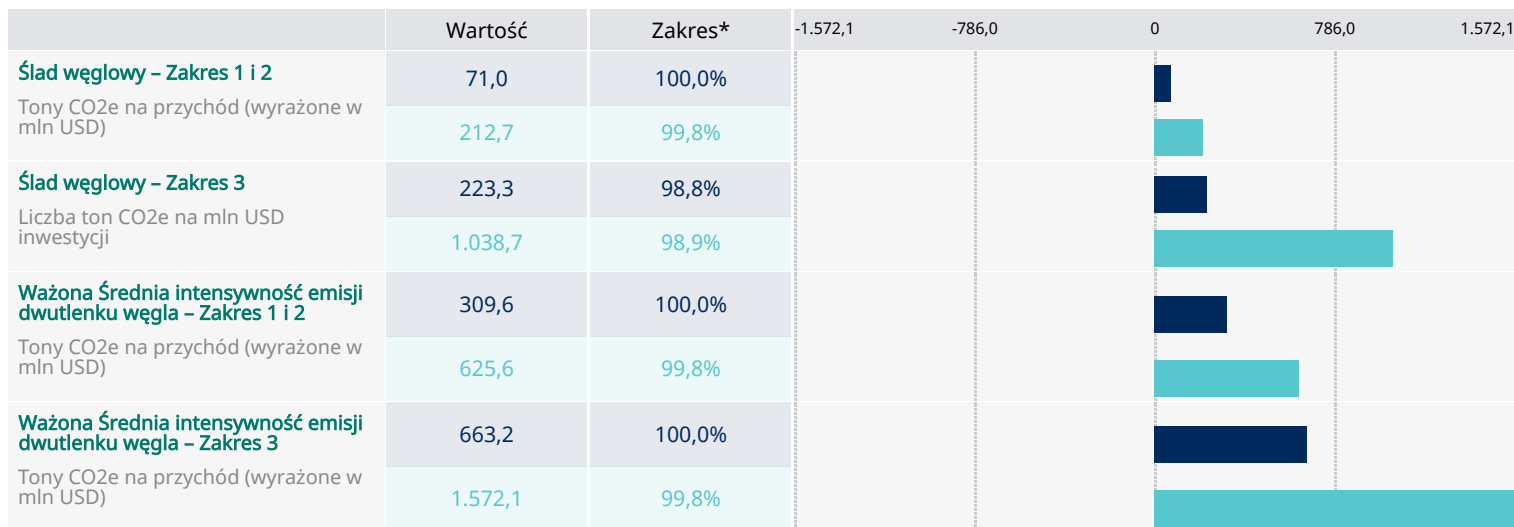 Wartość Zakres* -1.572,1 -786,0 0 786,0 1.572,1
Ślad węglowy – Zakres 1 i 2
Tony CO2e na przychód (wyrażone w
mln USD)
71,0 100,0%
212,7 99,8%
Ślad węglowy – Zakres 3
Liczba ton CO2e na mln USD
inwestycji
223,3 98,8%
1.038,7 98,9%
Ważona Średnia intensywność emisji
dwutlenku węgla – Zakres 1 i 2
Tony CO2e na przychód (wyrażone w
mln USD)
309,6 100,0%
625,6 99,8%
Ważona Średnia intensywność emisji
dwutlenku węgla – Zakres 3
Tony CO2e na przychód (wyrażone w
mln USD)
663,2 100,0%
1.572,1 99,8%